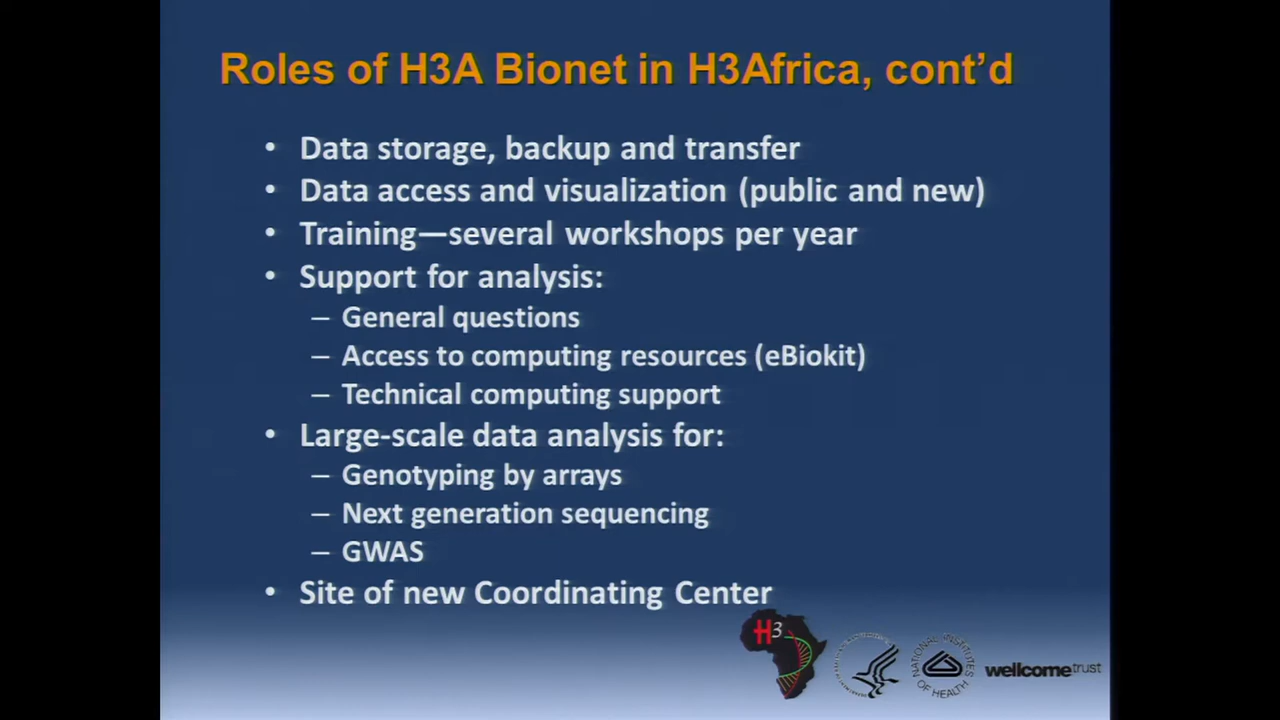 Roles of H3A Bionet in H3Africa, cont’d
• Data storage, backup and transfer
• Data access and visualization (public and new)
• Training—several workshops per year
• Support for analysis:
– General questions
– Access to computing resources (eBiokit)
– Technical computing support
• Large-scale data analysis for:
– Genotyping by arrays
– Next generation sequencing
– GWAS
• Site of new Coordinating Center
H3
NATIONAL INSTITUTES OF HEALTH
wellcometrust